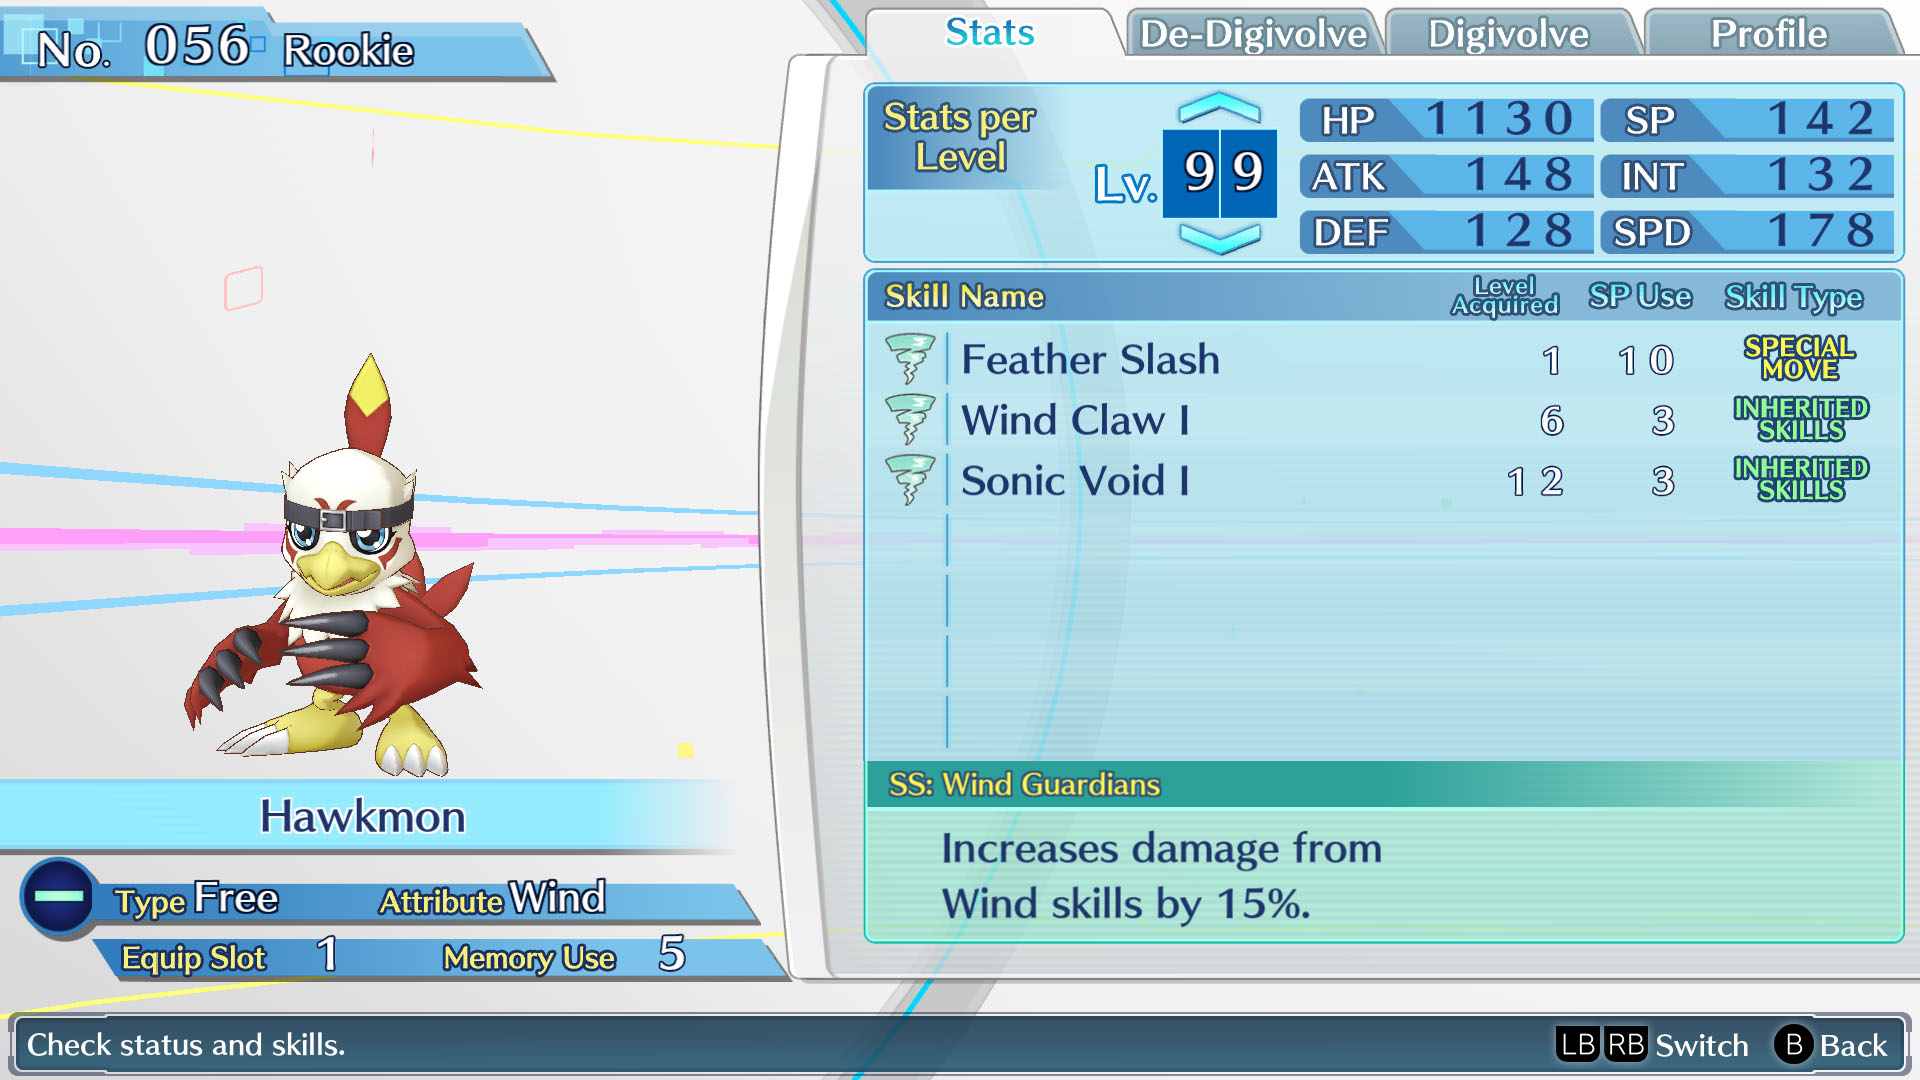 No. 056 Rookie
Stats De-Digivolve Digivolve Profile
Stats per
Level
Lv. 99
HP 1130 SP 142
ATK 148 INT 132
DEF 128 SPD 178
Skill Name Level Acquired SP Use Skill Type
Feather Slash 1 10 SPECIAL MOVE
Wind Claw I 6 3 INHERITED SKILLS
Sonic Void I 12 3 INHERITED SKILLS
SS: Wind Guardians
Increases damage from
Wind skills by 15%.
Hawkmon
Type Free Attribute Wind
Equip Slot 1 Memory Use 5
Check status and skills.
LB RB Switch B Back